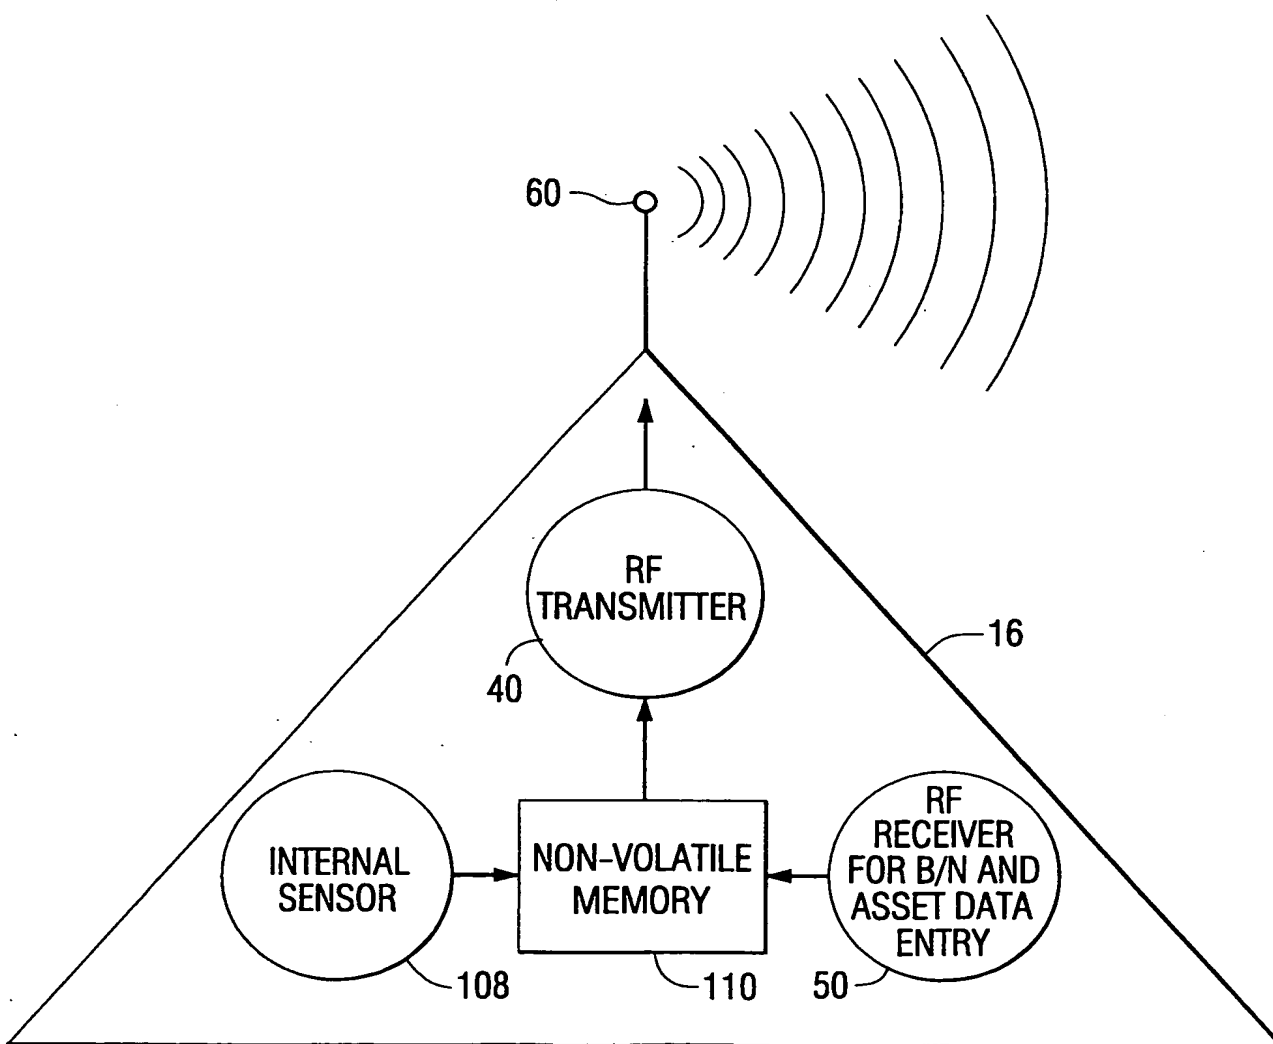 60
RF
TRANSMITTER
16
40
INTERNAL
SENSOR
NON-VOLATILE
MEMORY
RF
RECEIVER
FOR B/N AND
ASSET DATA
ENTRY
108
110
50